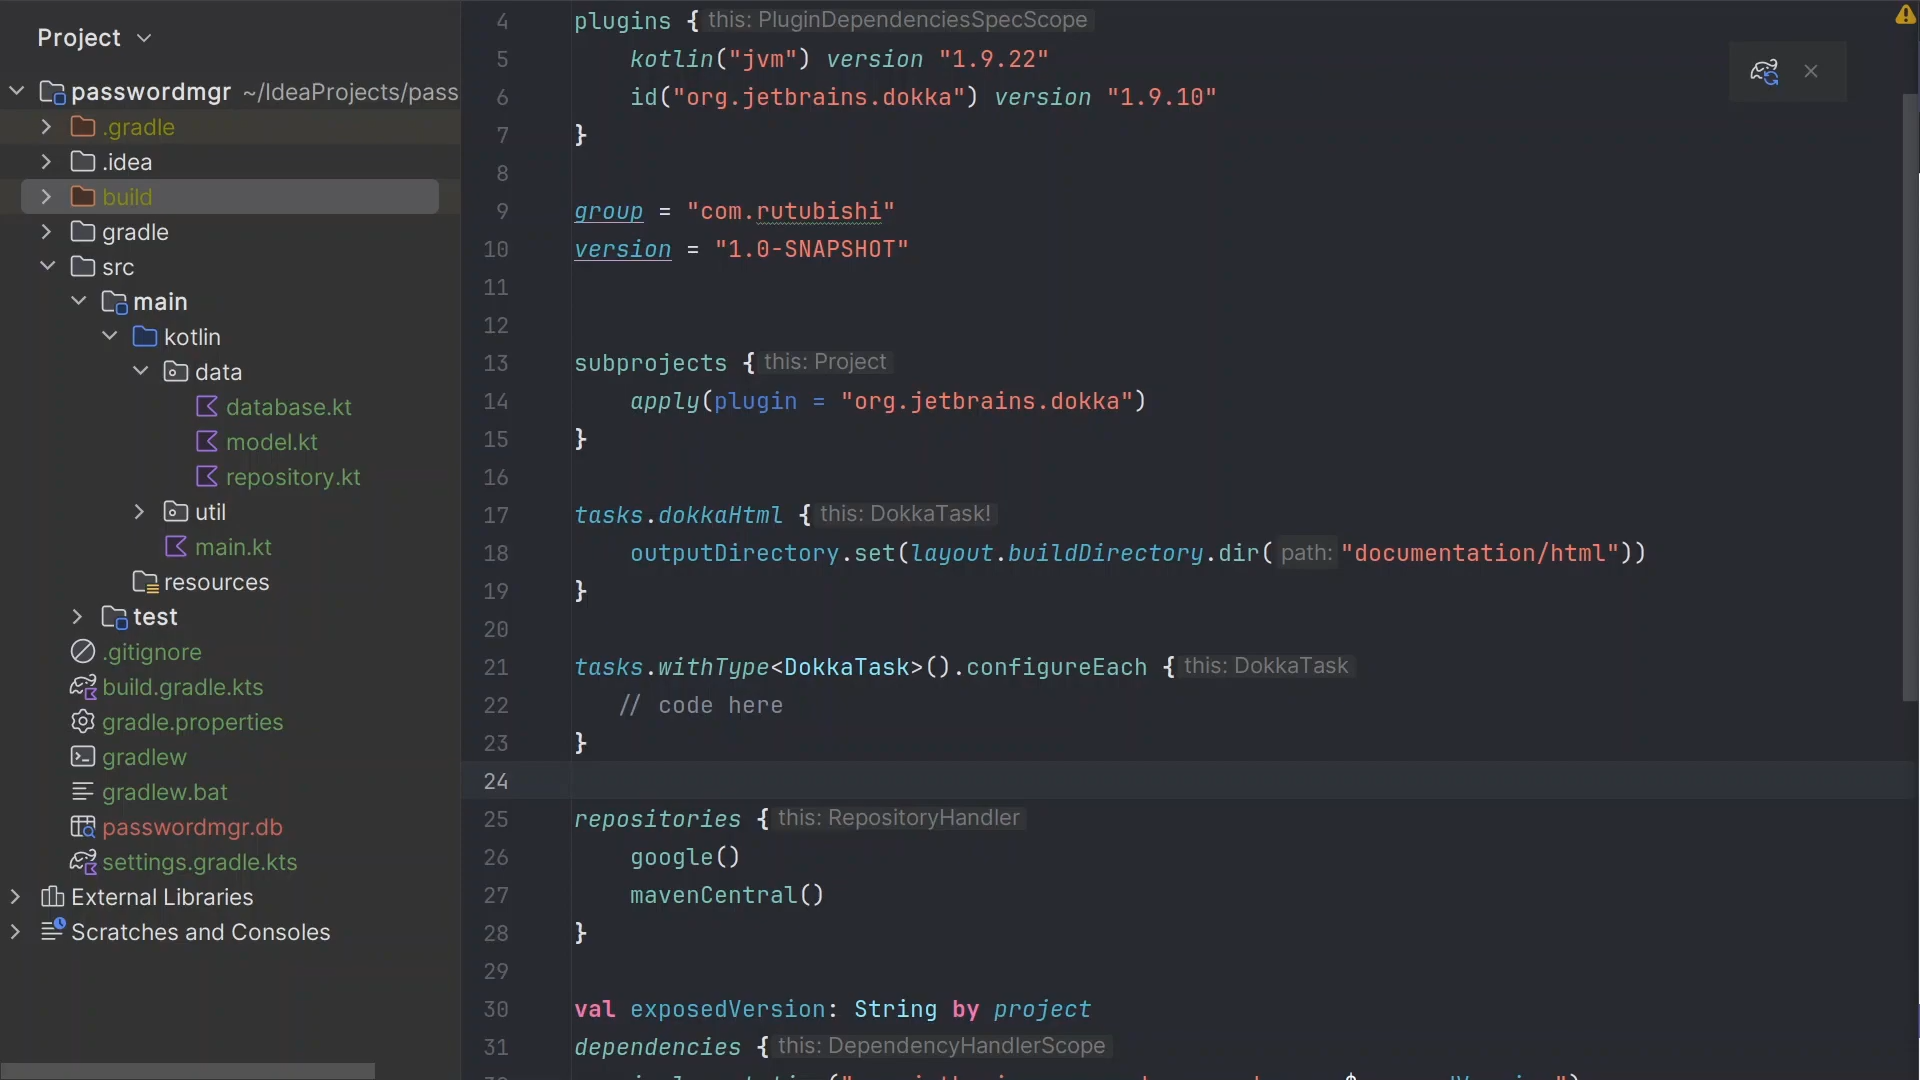 Project
passwordmgr ~/IdeaProjects/pass
.gradle
.idea
build
gradle
src
main
kotlin
data
database.kt
model.kt
repository.kt
util
main.kt
resources
test
.gitignore
build.gradle.kts
gradle.properties
gradlew
gradlew.bat
passwordmgr.db
settings.gradle.kts
External Libraries
Scratches and Consoles
4 plugins { this: PluginDependenciesSpecScope
5 kotlin("jvm") version "1.9.22"
6 id("org.jetbrains.dokka") version "1.9.10"
7 }
8
9 group = "com.rutubishi"
10 version = "1.0-SNAPSHOT"
11
12
13 subprojects { this: Project
14 apply(plugin = "org.jetbrains.dokka")
15 }
16
17 tasks.dokkaHtml { this: DokkaTask!
18 outputDirectory.set(layout.buildDirectory.dir( path: "documentation/html"))
19 }
20
21 tasks.withType<DokkaTask>().configureEach { this: DokkaTask
22 // code here
23 }
24
25 repositories { this: RepositoryHandler
26 google()
27 mavenCentral()
28 }
29
30 val exposedVersion: String by project
31 dependencies { this: DependencyHandlerScope